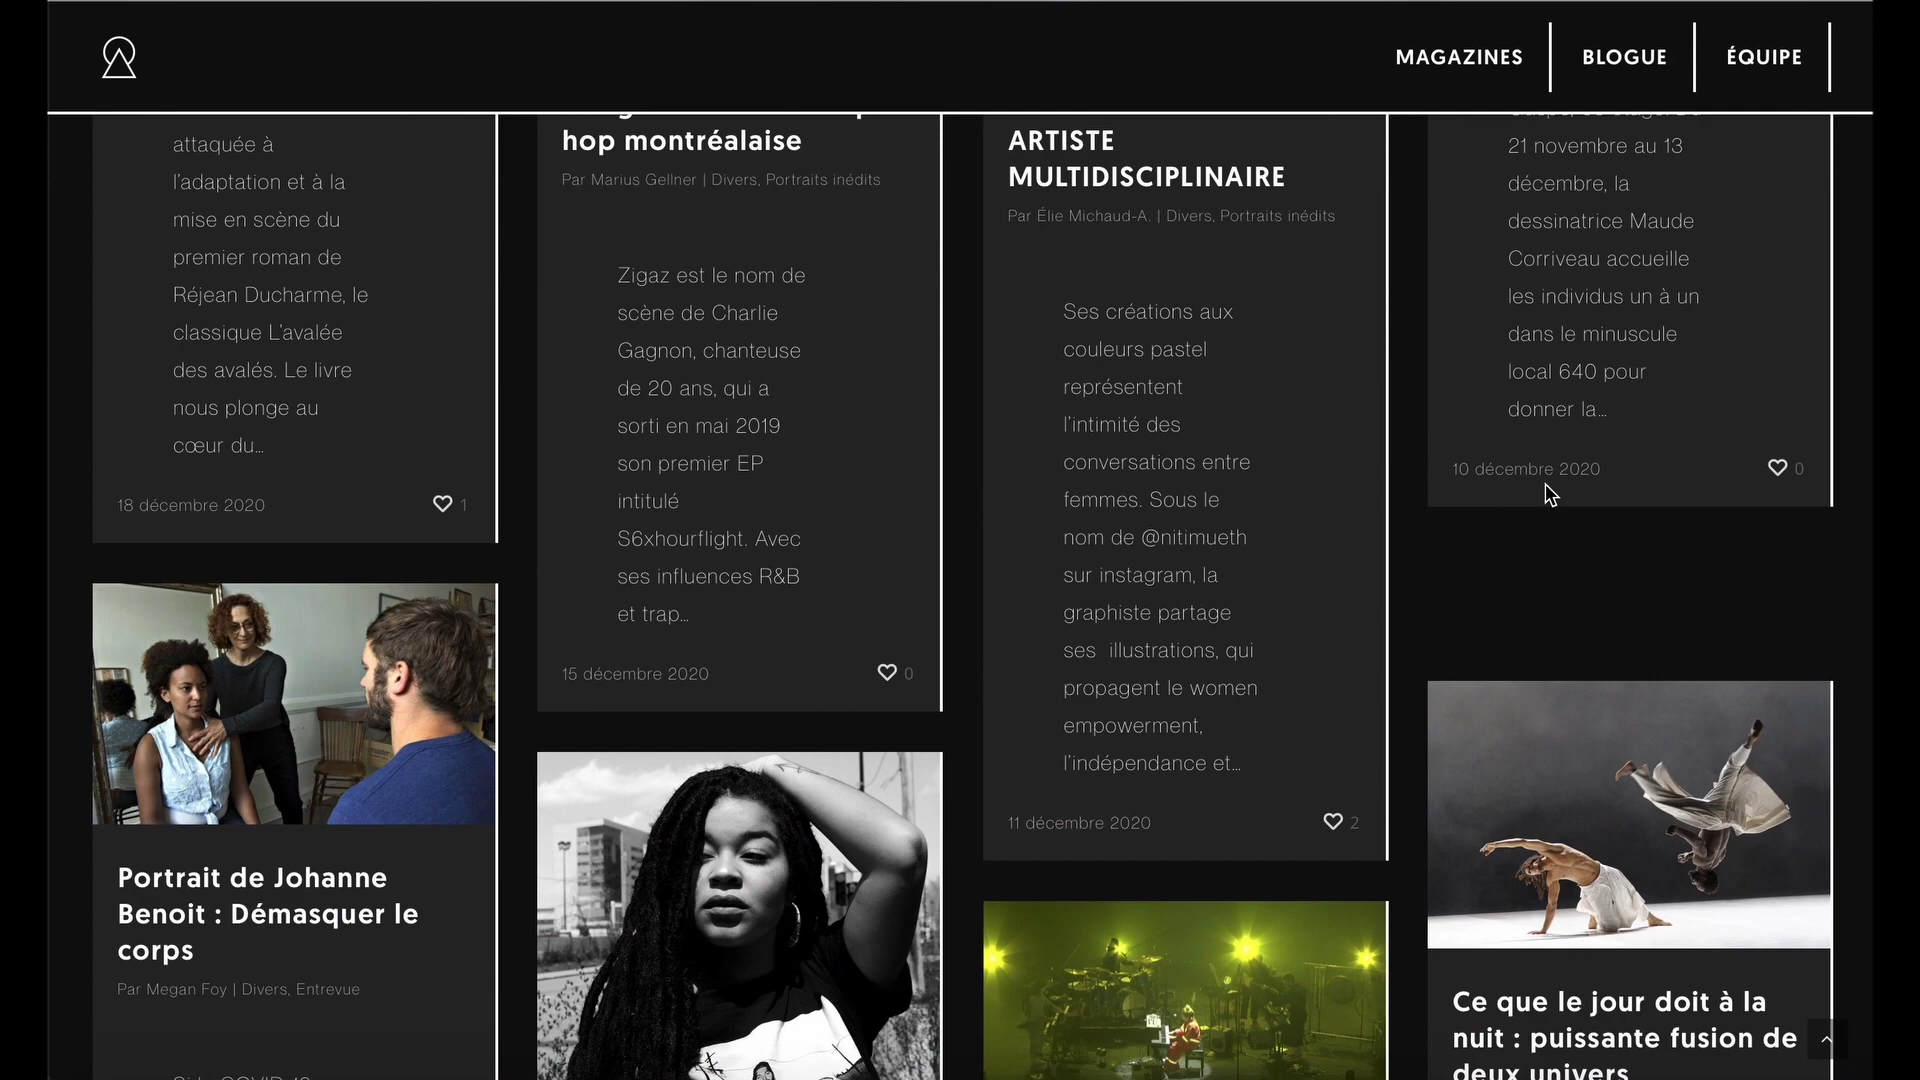 MAGAZINES
BLOGUE
ÉQUIPE
attaquée à
l'adaptation et à la
mise en scène du
premier roman de
Réjean Ducharme, le
classique L'avalée
des avalés. Le livre
nous plonge au
cœur du…
18 décembre 2020
1
Portrait de Johanne
Benoit : Démasquer le
corps
Par Megan Foy | Divers, Entrevue
hop montréalaise
Par Marius Gellner | Divers, Portraits inédits
Zigaz est le nom de
scène de Charlie
Gagnon, chanteuse
de 20 ans, qui a
sorti en mai 2019
son premier EP
intitulé
S6xhourflight. Avec
ses influences R&B
et trap…
15 décembre 2020
0
ARTISTE
MULTIDISCIPLINAIRE
Par Élie Michaud-A. | Divers, Portraits inédits
Ses créations aux
couleurs pastel
représentent
l'intimité des
conversations entre
femmes. Sous le
nom de @nitimueth
sur instagram, la
graphiste partage
ses  illustrations, qui
propagent le women
empowerment,
l'indépendance et…
11 décembre 2020
2
21 novembre au 13
décembre, la
dessinatrice Maude
Corriveau accueille
les individus un à un
dans le minuscule
local 640 pour
donner la…
10 décembre 2020
0
Ce que le jour doit à la
nuit : puissante fusion de
deux univers